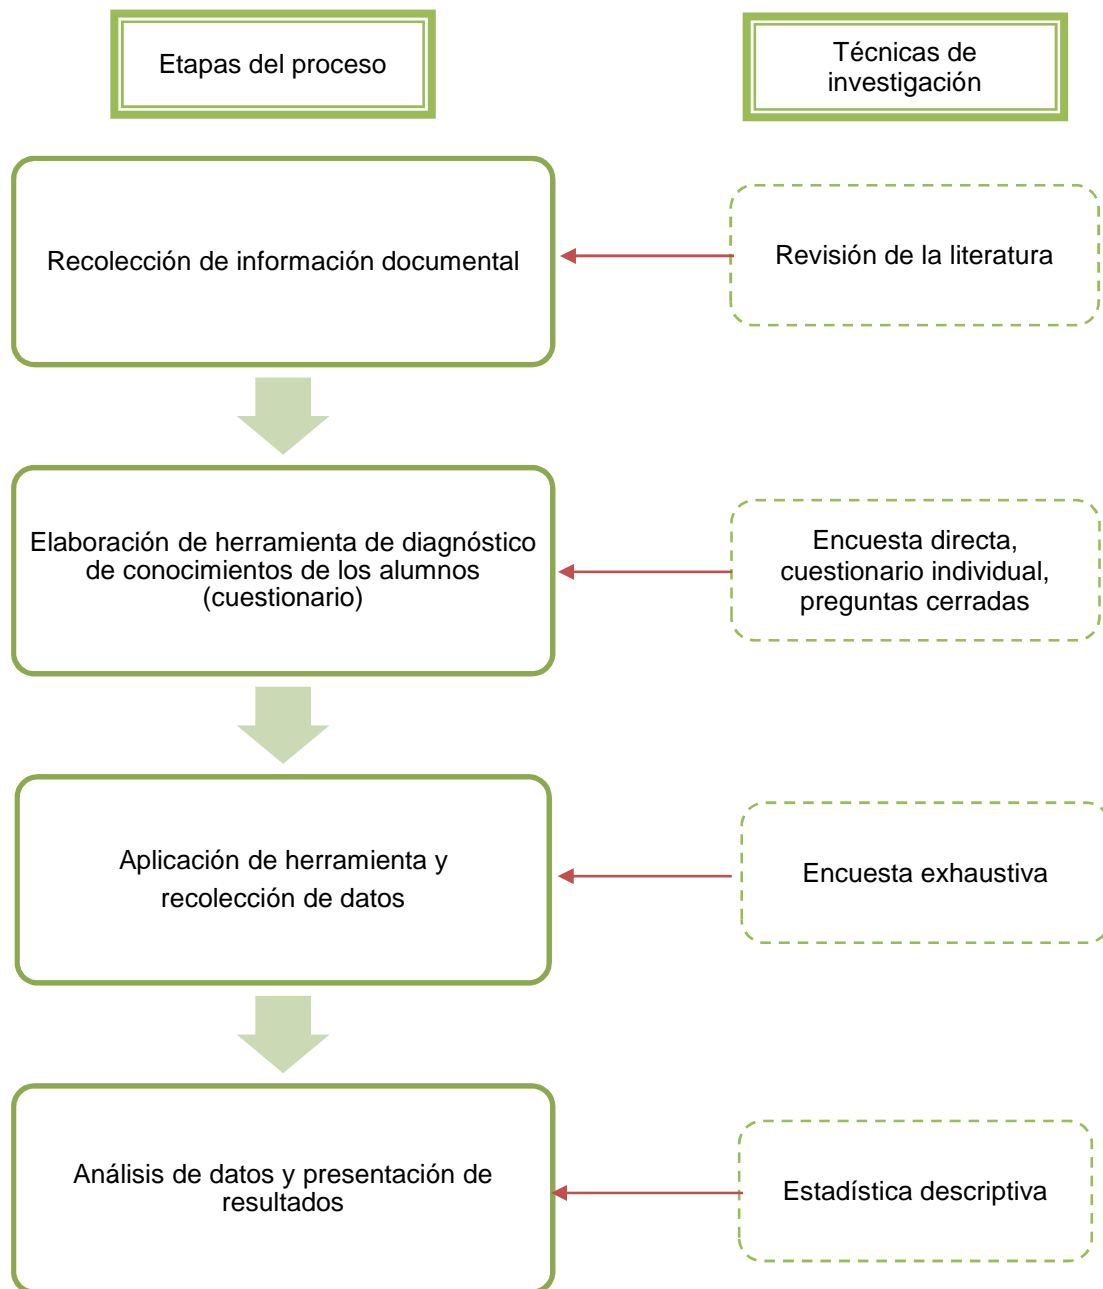 Etapas del proceso
Técnicas de
investigación
Recolección de información documental
Revisión de la literatura
Elaboración de herramienta de diagnóstico
de conocimientos de los alumnos
(cuestionario)
Encuesta directa,
cuestionario individual,
preguntas cerradas
Aplicación de herramienta y
recolección de datos
Encuesta exhaustiva
Análisis de datos y presentación de
resultados
Estadística descriptiva